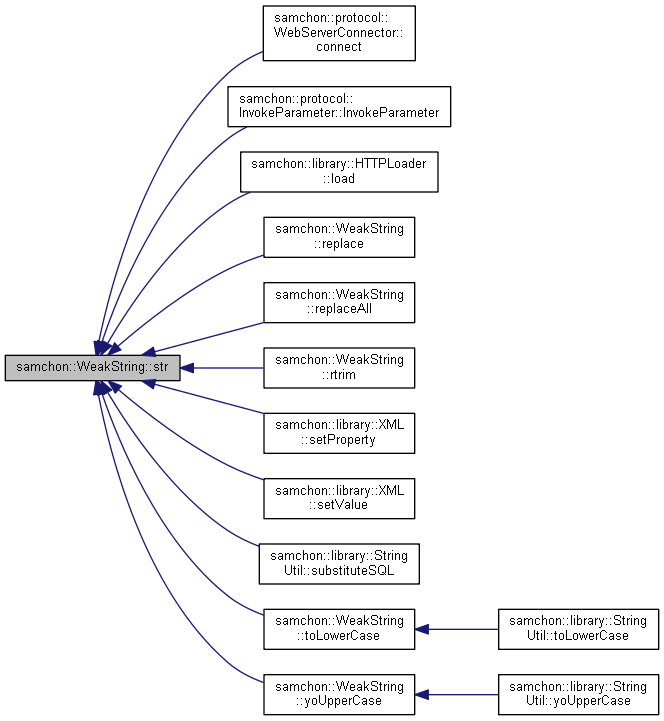 samchon::protocol::
WebServerConnector::
connect
samchon::protocol::
InvokeParameter::InvokeParameter
samchon::library::HTTPLoader
::load
samchon::WeakString
::replace
samchon::WeakString
::replaceAll
samchon::WeakString::str
samchon::WeakString
::rtrim
samchon::library::XML
::setProperty
samchon::library::XML
::setValue
samchon::library::String
Util::substituteSQL
samchon::WeakString
::toLowerCase
samchon::library::String
Util::toLowerCase
samchon::WeakString
::yoUpperCase
samchon::library::String
Util::yoUpperCase